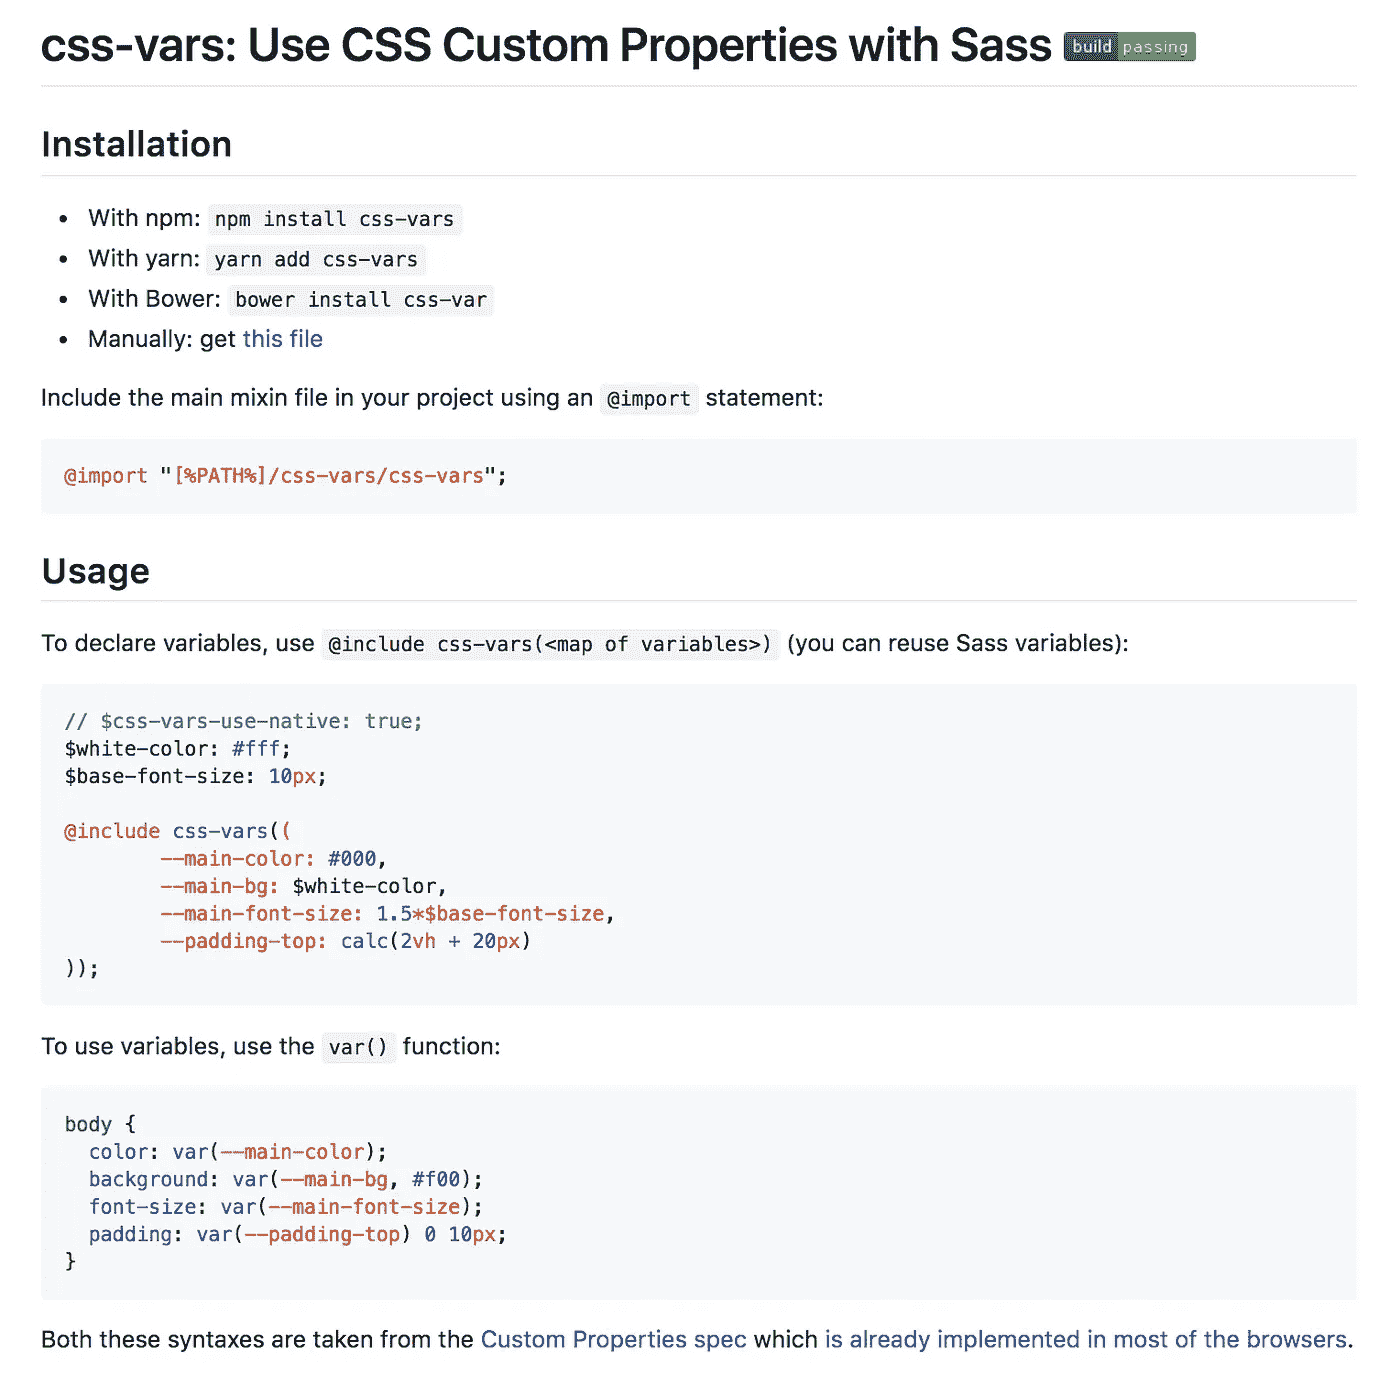 css-vars: Use CSS Custom Properties with Sass build passing
Installation
• With npm: npm install css-vars
• With yarn: yarn add css-vars
• With Bower: bower install css-var
• Manually: get this file
Include the main mixin file in your project using an @import statement:
@import "[%PATH%]/css-vars/css-vars";
Usage
To declare variables, use @include css-vars(<map of variables>) (you can reuse Sass variables):
// $css-vars-use-native: true;
$white-color: #fff;
$base-font-size: 10px;
@include css-vars((
        --main-color: #000,
        --main-bg: $white-color,
        --main-font-size: 1.5*$base-font-size,
        --padding-top: calc(2vh + 20px)
));
To use variables, use the var() function:
body {
  color: var(--main-color);
  background: var(--main-bg, #f00);
  font-size: var(--main-font-size);
  padding: var(--padding-top) 0 10px;
}
Both these syntaxes are taken from the Custom Properties spec which is already implemented in most of the browsers.